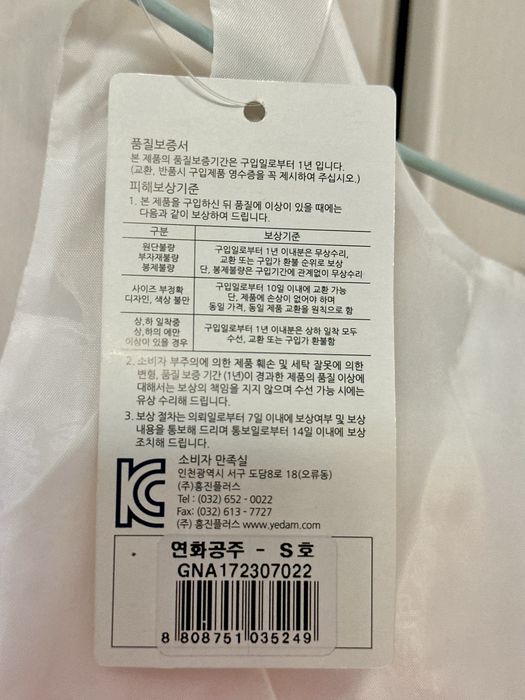 품질보증서
본 제품의 품질보증기간은 구입일로부터 1년 입니다.
(교환, 반품시 구입제품 영수증을 꼭 제시하여 주십시오.)
피해보상기준
1. 본 제품을 구입하신 뒤 품질에 이상이 있을 때에는
다음과 같이 보상하여 드립니다.
구분 보상기준
원단불량
부자재불량
봉제불량
구입일로부터 1년 이내분은 무상수리,
교환 또는 구입가 환불 순위로 보상
단, 봉제불량은 구입기간에 관계없이 무상수리
사이즈 부정확
디자인, 색상 불만
구입일로부터 10일 이내에 교환 가능
단, 제품에 손상이 없어야 하며
동일 가격, 동일 제품 교환을 원칙으로 함
상,하 일착중
상,하의 에만
이상이 있을 경우
구입일로부터 1년 이내분은 상하 일착 모두
수선, 교환 또는 구입가 환불함
2. 소비자 부주의에 의한 제품 훼손 및 세탁 잘못에 의한
변형, 품질 보증 기간 (1년)이 경과한 제품의 품질 이상에
대해서는 보상의 책임을 지지 않으며 수선 가능 시에는
유상 수리해 드립니다.
3. 보상 절차는 의뢰일로부터 7일 이내에 보상여부 및 보상
내용을 통보해 드리며 통보일로부터 14일 이내에 보상
조치해 드립니다.
KC
소비자 만족실
인천광역시 서구 도담8로 18(오류동)
(주)흥진플러스
Tel : (032) 652 - 0022
Fax: (032) 613 - 7727
(주) 흥진플러스 www.yedam.com
연화공주 - S호
GNA172307022
8 808751 035249